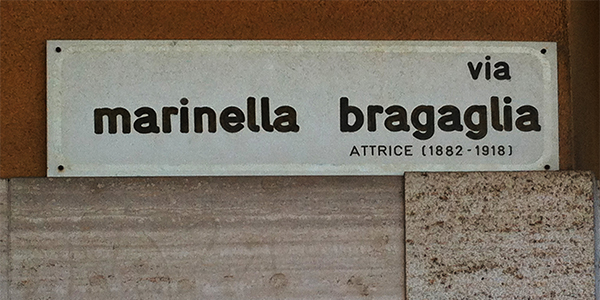 via
marinella bragaglia
ATTRICE (1882-1918)